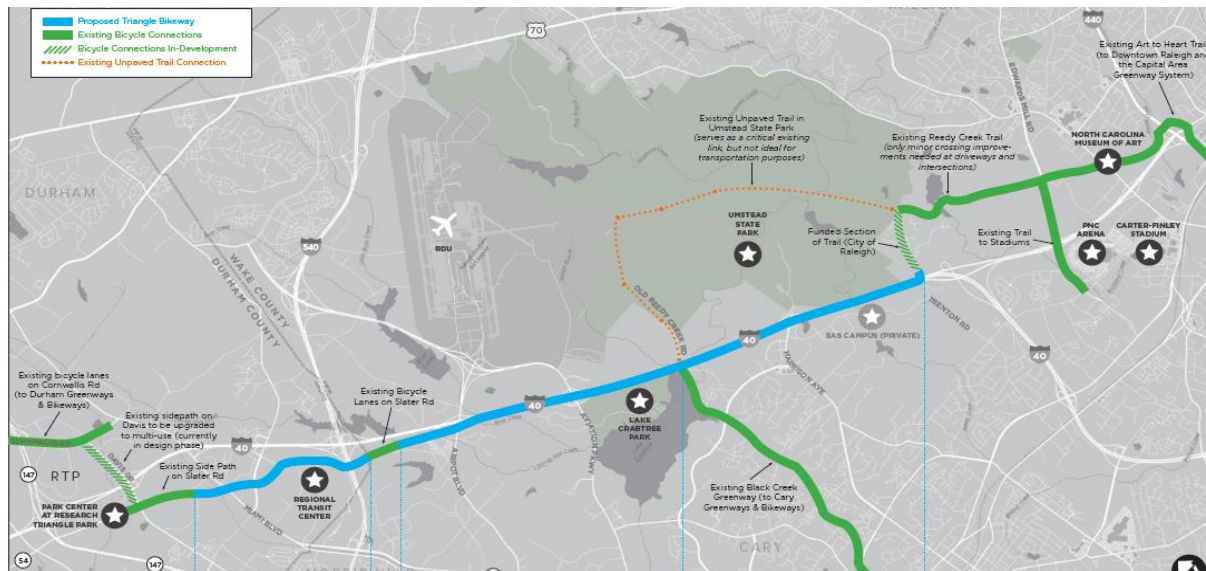 Proposed Triangle Bikeway
Existing Bicycle Connections
Bicycle Connections In-Development
Existing Unpaved Trail Connection
70
440
Existing Art to Heart Trail
(to Downtown Raleigh and
the Capital Area
Greenway System)
EDWARDS MILL RD
Existing Unpaved Trail in
Umstead State Park
(serves as a critical existing
link, but not ideal for
transportation purposes)
Existing Reedy Creek Trail
(only minor crossing improve-
ments needed at driveways and
intersections)
NORTH CAROLINA
MUSEUM OF ART
DURHAM
RDU
540
WAKE COUNTY
DURHAM COUNTY
UMSTEAD
STATE
PARK
Funded Section
of Trail (City of
Raleigh)
Existing Trail
to Stadiums
PNC
ARENA
CARTER-FINLEY
STADIUM
OLD REEDY CREEK RD
TRENTON RD
SAS CAMPUS (PRIVATE)
40
40
HARRISON AVE
Existing bicycle lanes
on Cornwallis Rd
(to Durham Greenways
& Bikeways)
Existing Bicycle
Lanes on Slater Rd
40
LAKE
CRABTREE
PARK
AVIATION PKWY
Existing sidepath on
Davis to be upgraded
to multi-use (currently
in design phase)
40
DAVIS DR
147
RTP
Existing Side Path
on Slater Rd
REGIONAL
TRANSIT
CENTER
Existing Black Creek
Greenway (to Cary
Greenways & Bikeways)
PARK CENTER
AT RESEARCH
TRIANGLE PARK
MIAMI BLVD
CARY
54
147